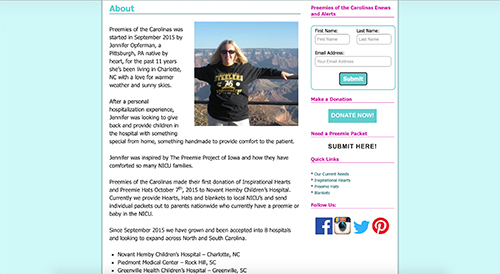 About
Preemies of the Carolinas was
started in September 2015 by
Jennifer Opferman, a
Pittsburgh, PA native by
heart, for the past 11 years
she's been living in Charlotte,
NC with a love for warmer
weather and sunny skies.
After a personal
hospitalization experience,
Jennifer was looking to give
back and provide children in
the hospital with something
special from home, something handmade to provide comfort to the patient.
Jennifer was inspired by The Preemie Project of Iowa and how they have
comforted so many NICU families.
Preemies of the Carolinas made their first donation of Inspirational Hearts
and Preemie Hats October 7th, 2015 to Novant Hemby Children's Hospital.
Currently we provide Hearts, Hats and blankets to local NICU's and send
individual packets out to parents nationwide who currently have a preemie or
baby in the NICU.
Since September 2015 we have grown and been accepted into 8 hospitals
and looking to expand across North and South Carolina.
• Novant Hemby Children's Hospital – Charlotte, NC
• Piedmont Medical Center – Rock Hill, SC
• Greenville Health Children's Hospital – Greenville, SC
STEELERS
Preemies of the Carolinas Enews
and Alerts
First Name: Last Name:
First Name Last Name
Email Address:
Your Email Address
Submit
Make a Donation
DONATE NOW!
Need a Preemie Packet
SUBMIT HERE!
Quick Links
* Our Current Needs
* Inspirational Hearts
* Preemie Hats
* Blankets
Follow Us: